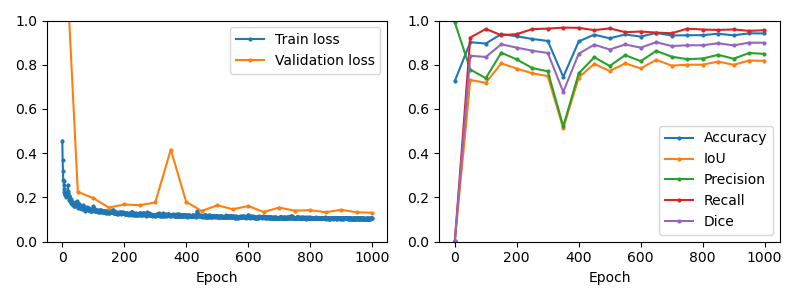 1.0
0.8
0.6
0.4
0.2
0.0
0 200 400 600 800 1000
Epoch
Train loss
Validation loss
1.0
0.8
0.6
0.4
0.2
0.0
0 200 400 600 800 1000
Epoch
Accuracy
IoU
Precision
Recall
Dice